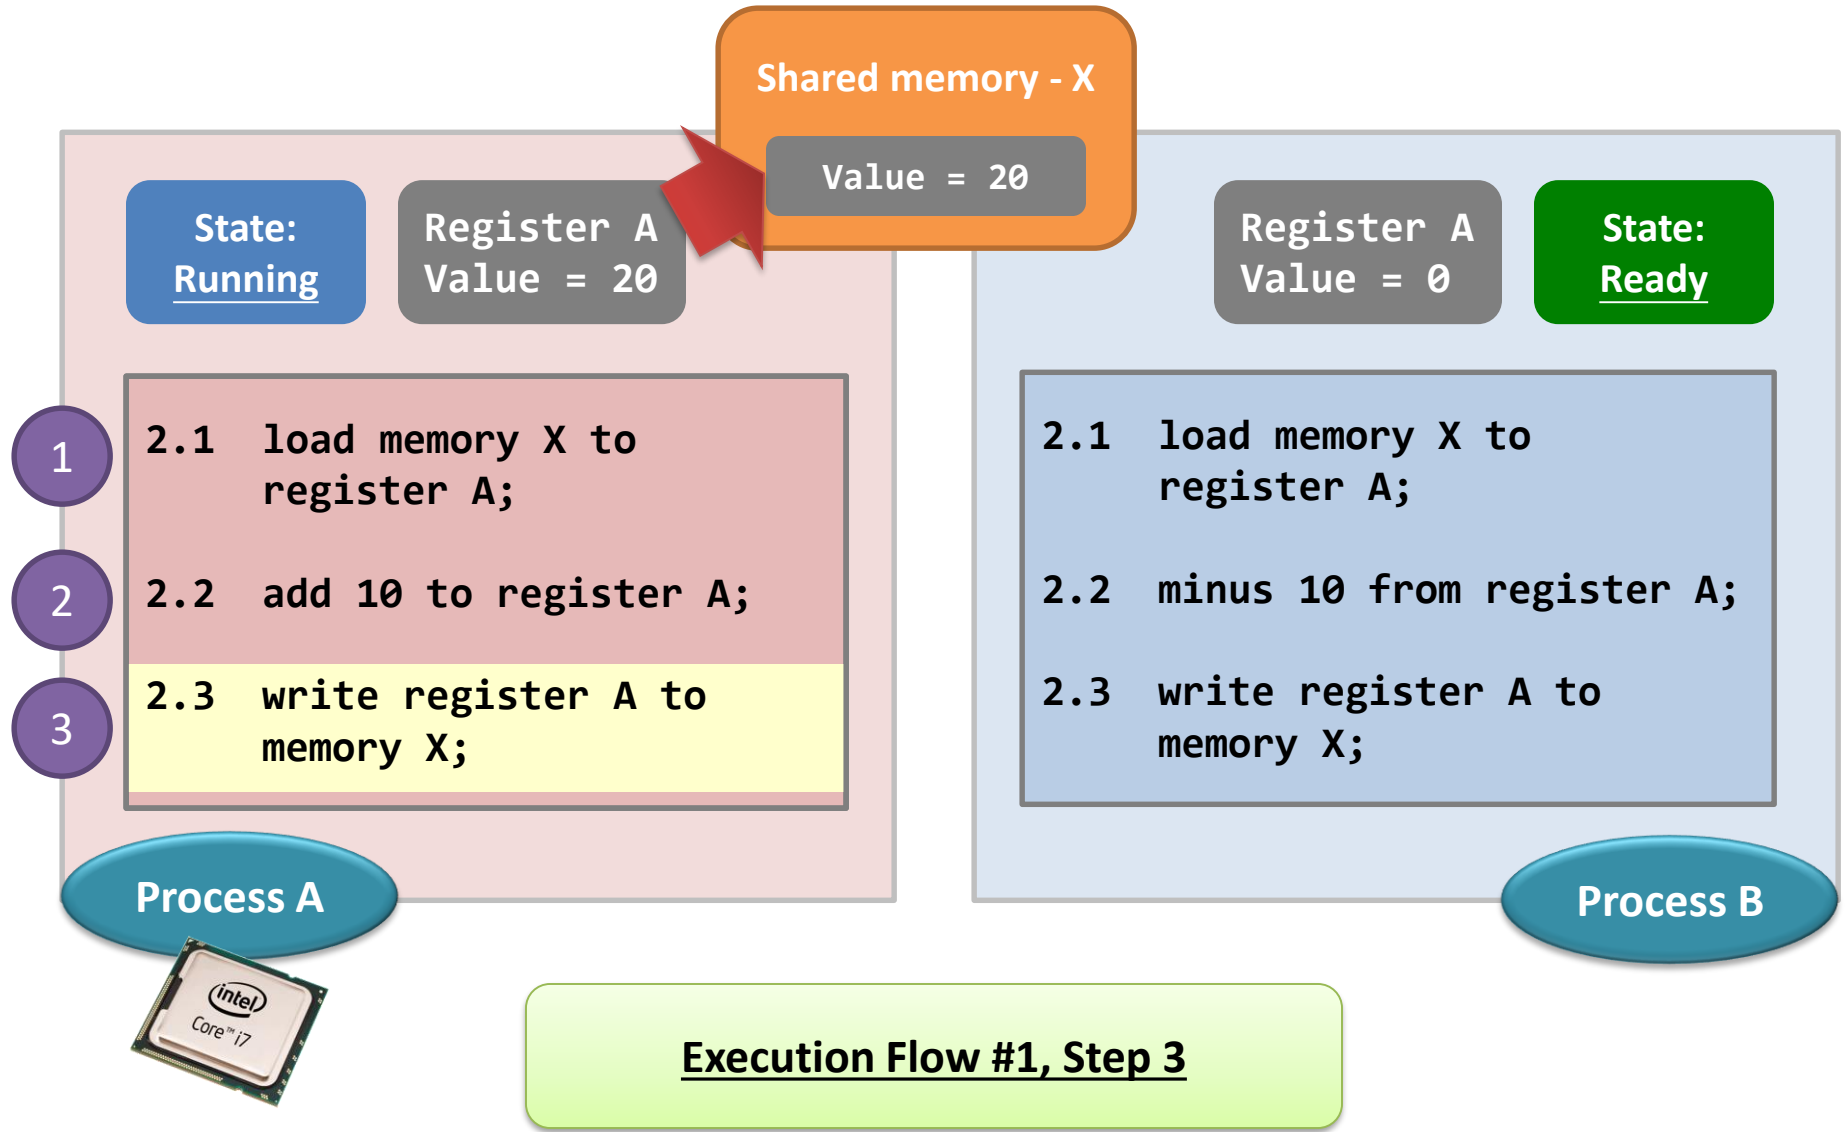 Shared memory - X
Value = 20
State:
Running
Register A
Value = 20
Register A
Value = 0
State:
Ready
1
2.1 load memory X to
register A;
2
2.2 add 10 to register A;
3
2.3 write register A to
memory X;
2.1 load memory X to
register A;
2.2 minus 10 from register A;
2.3 write register A to
memory X;
Process A
Process B
intel
Core™ i7
Execution Flow #1, Step 3